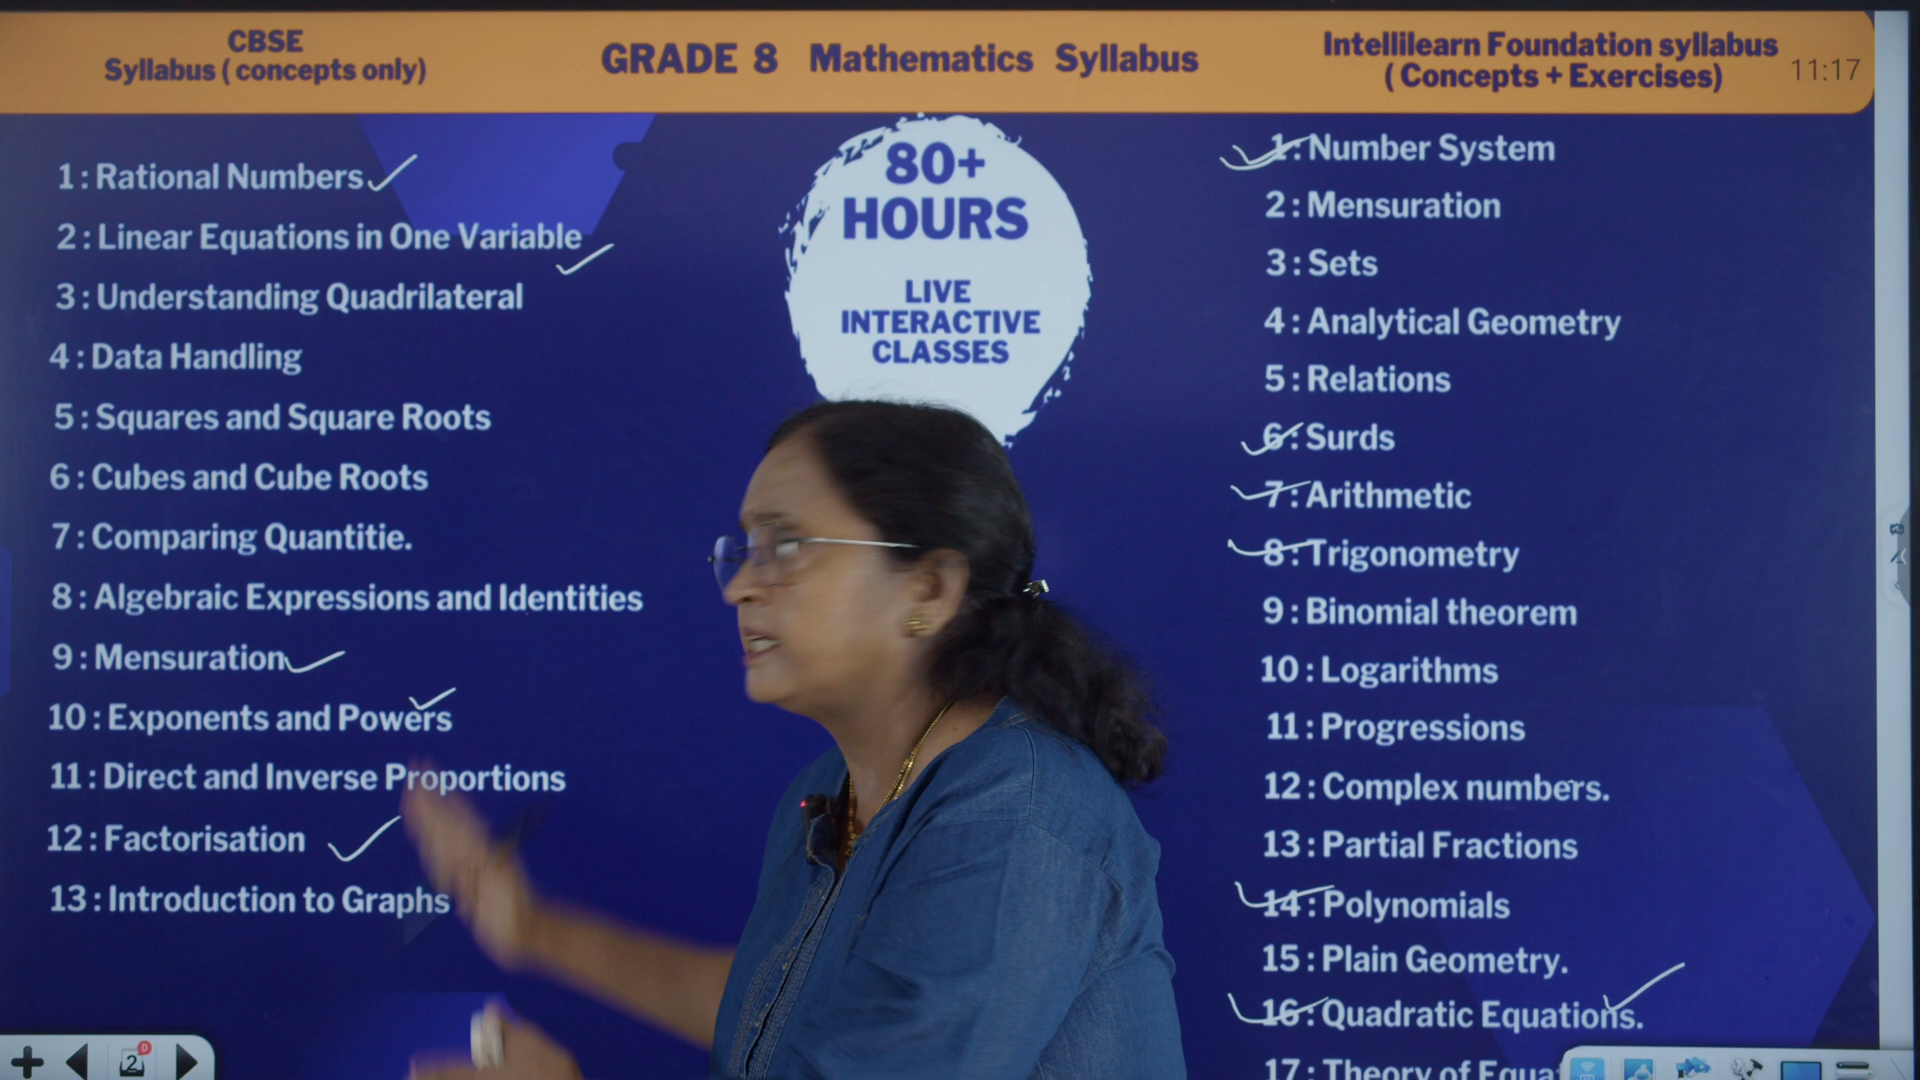 CBSE
Syllabus ( concepts only)
GRADE 8 Mathematics Syllabus
Intellilearn Foundation syllabus
( Concepts + Exercises)
11:17
1 : Rational Numbers
2 : Linear Equations in One Variable
3 : Understanding Quadrilateral
4 : Data Handling
5 : Squares and Square Roots
6 : Cubes and Cube Roots
7 : Comparing Quantitie.
8 : Algebraic Expressions and Identities
9 : Mensuration
10 : Exponents and Powers
11 : Direct and Inverse Proportions
12 : Factorisation
13 : Introduction to Graphs
80+
HOURS
LIVE
INTERACTIVE
CLASSES
1 : Number System
2 : Mensuration
3 : Sets
4 : Analytical Geometry
5 : Relations
6 : Surds
7 : Arithmetic
8 : Trigonometry
9 : Binomial theorem
10 : Logarithms
11 : Progressions
12 : Complex numbers.
13 : Partial Fractions
14 : Polynomials
15 : Plain Geometry.
16 : Quadratic Equations.
17 : Theory of
2
0